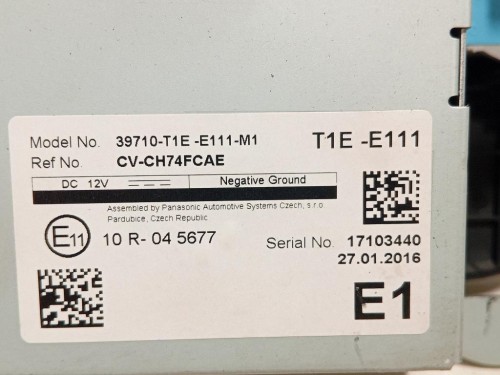 Model No. 39710-T1E -E111-M1 T1E -E111
Ref No. CV-CH74FCAE
DC 12V Negative Ground
Assembled by Panasonic Automotive Systems Czech, s.r.o
Pardubice, Czech Republic
E11 10 R- 04 5677 Serial No. 17103440
27.01.2016
E1